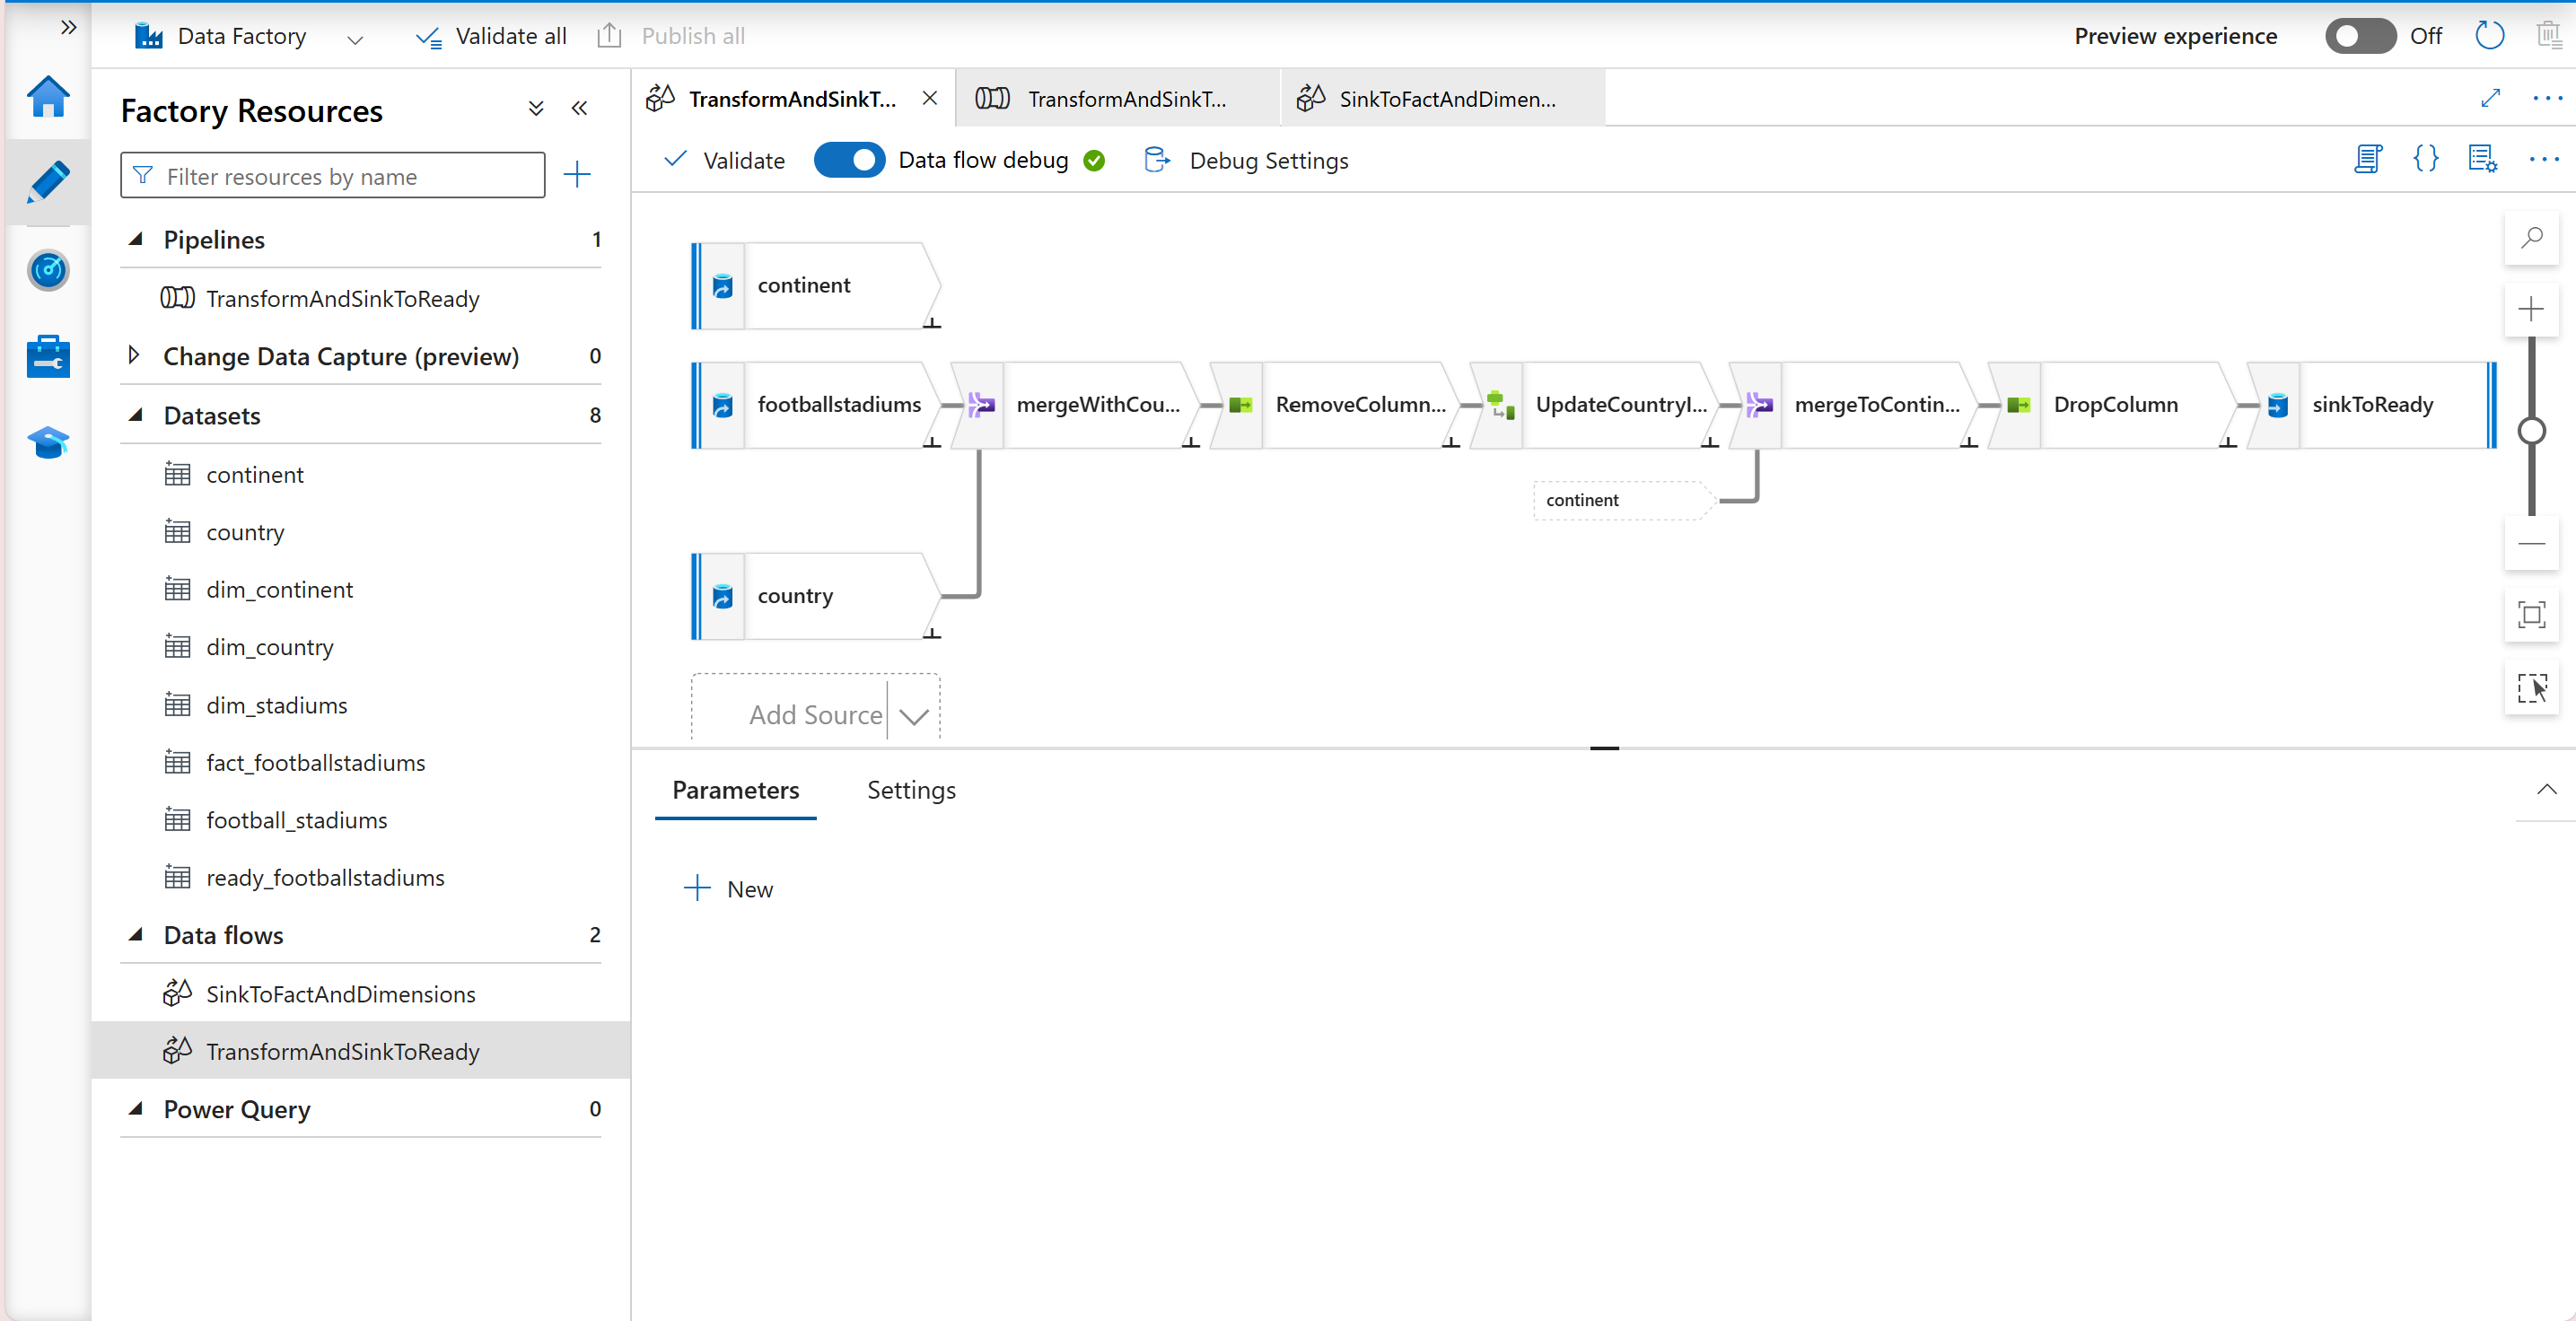 Data Factory
Validate all
Publish all
Preview experience
Off
Factory Resources
Filter resources by name
Pipelines 1
TransformAndSinkToReady
Change Data Capture (preview) 0
Datasets 8
continent
country
dim_continent
dim_country
dim_stadiums
fact_footballstadiums
football_stadiums
ready_footballstadiums
Data flows 2
SinkToFactAndDimensions
TransformAndSinkToReady
Power Query 0
TransformAndSinkT...
TransformAndSinkT...
SinkToFactAndDimen...
Validate
Data flow debug
Debug Settings
continent
footballstadiums
mergeWithCou...
RemoveColumn...
UpdateCountryI...
mergeToContin...
DropColumn
sinkToReady
continent
country
Add Source
Parameters
Settings
New